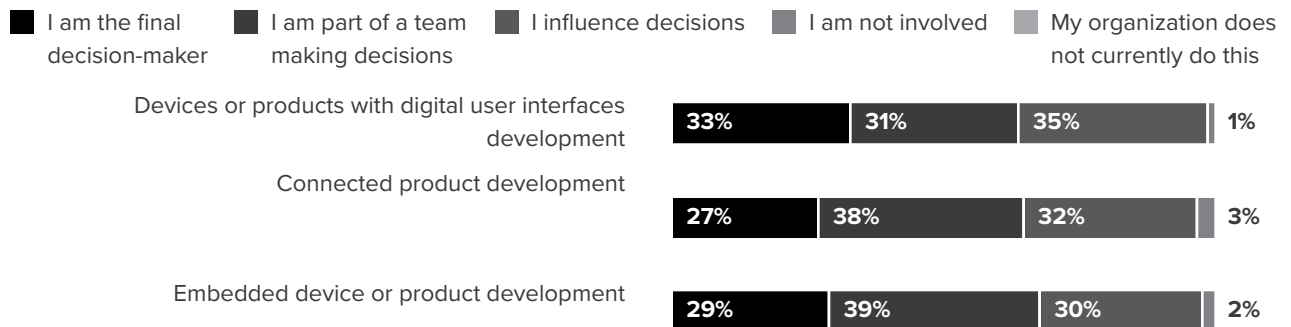 I am the final decision-maker
I am part of a team making decisions
I influence decisions
I am not involved
My organization does not currently do this
Devices or products with digital user interfaces
development
33% 31% 35% 1%
Connected product development
27% 38% 32% 3%
Embedded device or product development
29% 39% 30% 2%